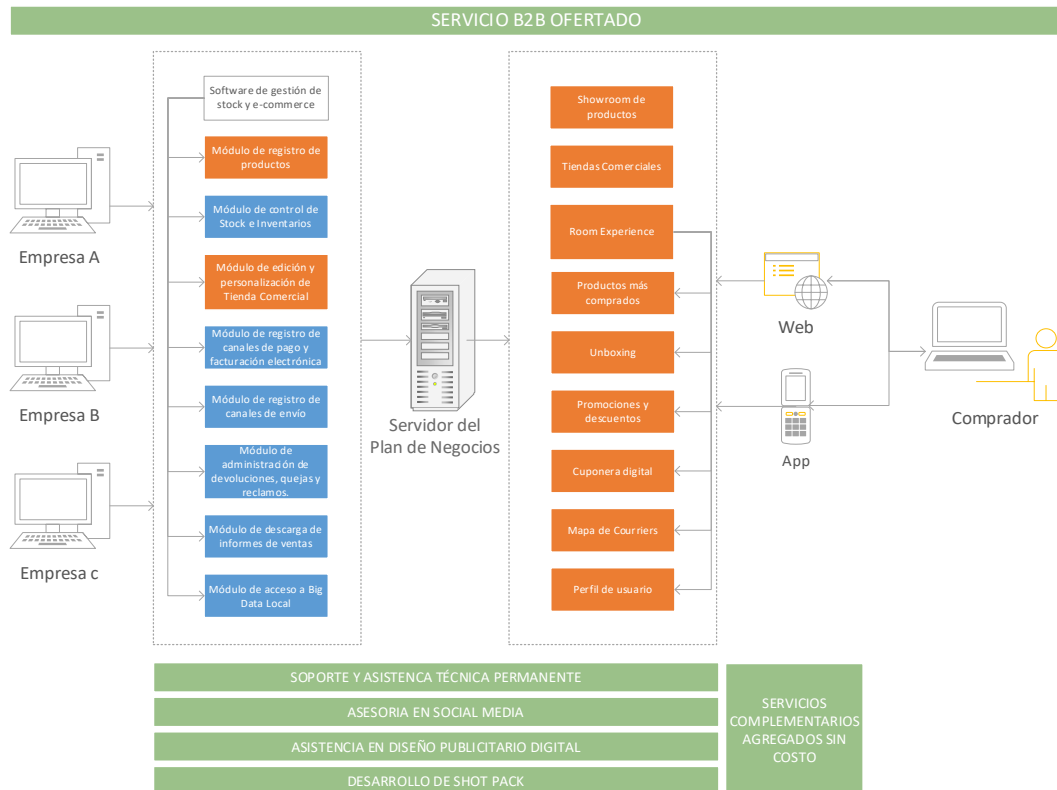 SERVICIO B2B OFERTADO
Software de gestión de
stock y e-commerce
Módulo de registro de
productos
Módulo de control de
Stock e Inventarios
Módulo de edición y
personalización de
Tienda Comercial
Módulo de registro de
canales de pago y
facturación electrónica
Módulo de registro de
canales de envío
Módulo de
administración de
devoluciones, quejas y
reclamos.
Módulo de descarga de
informes de ventas
Módulo de acceso a Big
Data Local
Empresa A
Empresa B
Empresa c
Servidor del
Plan de Negocios
Showroom de
productos
Tiendas Comerciales
Room Experience
Productos más
comprados
Unboxing
Promociones y
descuentos
Cuponera digital
Mapa de Courriers
Perfil de usuario
Web
App
Comprador
SOPORTE Y ASISTENCA TÉCNICA PERMANENTE
ASESORIA EN SOCIAL MEDIA
ASISTENCIA EN DISEÑO PUBLICITARIO DIGITAL
DESARROLLO DE SHOT PACK
SERVICIOS
COMPLEMENTARIOS
AGREGADOS SIN
COSTO